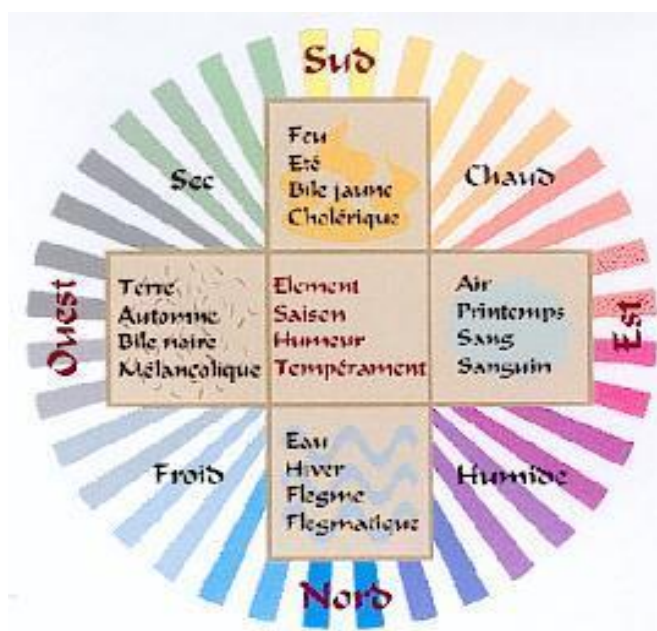 Sud
Sec
Feu
Eté
Bile jaune
Cholérique
Chaud
Ouest
Terre
Automne
Bile noire
Mélancolique
Element
Saison
Humeur
Tempérament
Air
Printemps
Sang
Sanguin
Est
Froid
Eau
Hiver
Flegme
Flegmatique
Humide
Nord